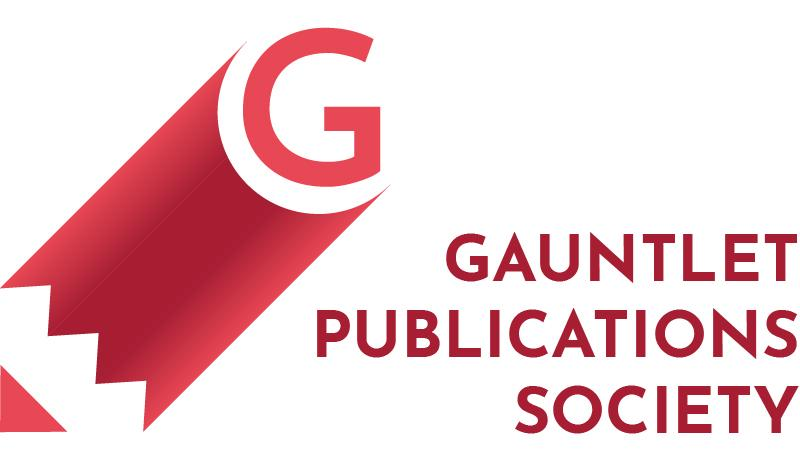 G
GAUNTLET
PUBLICATIONS
SOCIETY